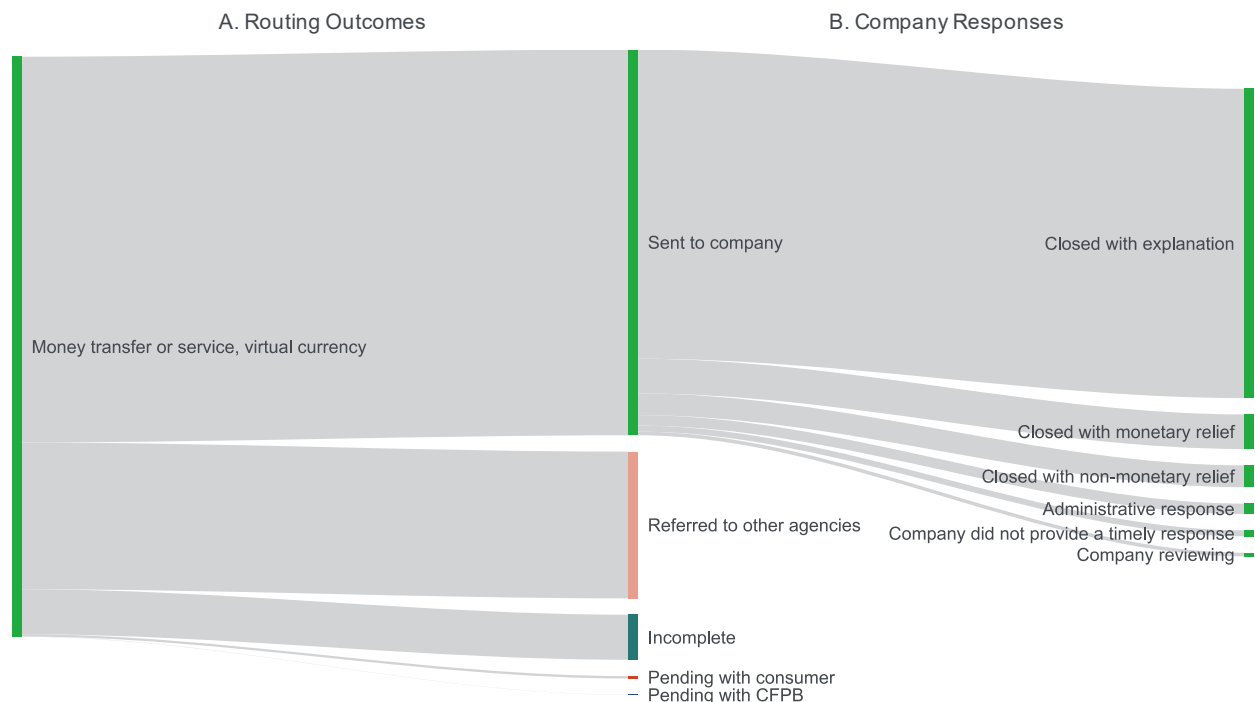 A. Routing Outcomes
B. Company Responses
Sent to company
Closed with explanation
Money transfer or service, virtual currency
Closed with monetary relief
Closed with non-monetary relief
Administrative response
Referred to other agencies
Company did not provide a timely response
Company reviewing
Incomplete
Pending with consumer
Pending with CFPB